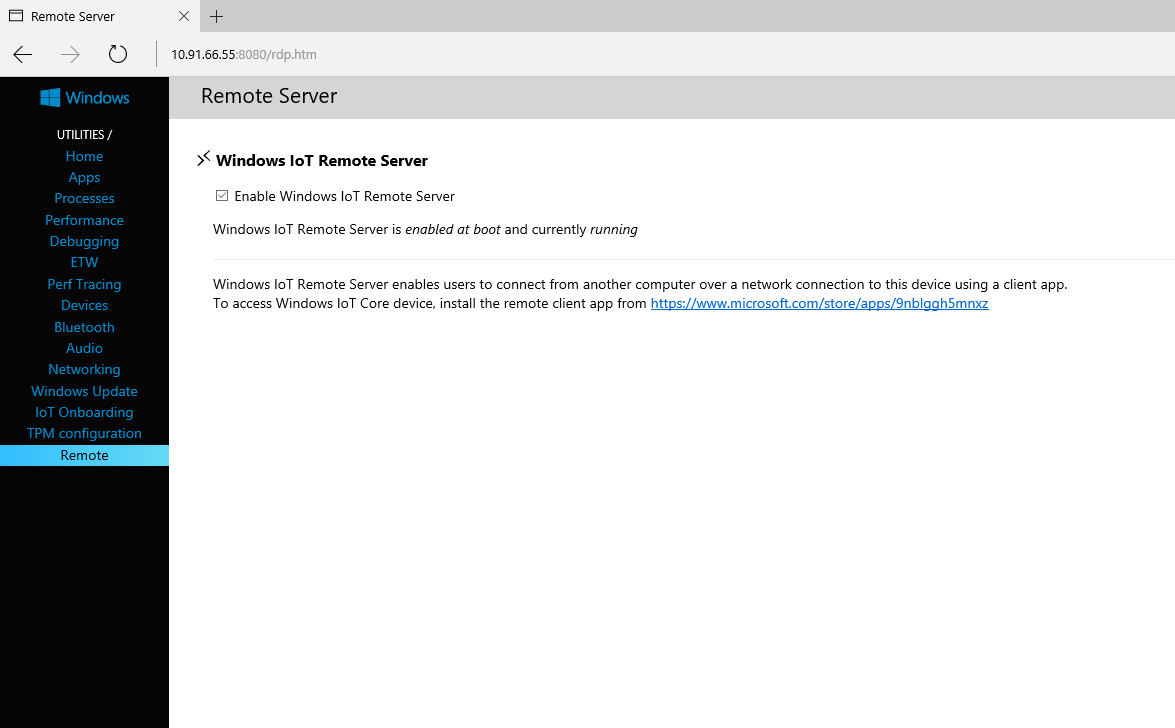 Remote Server
10.91.66.55:8080/rdp.htm
Windows
UTILITIES /
Home
Apps
Processes
Performance
Debugging
ETW
Perf Tracing
Devices
Bluetooth
Audio
Networking
Windows Update
IoT Onboarding
TPM configuration
Remote
Remote Server
Windows IoT Remote Server
Enable Windows IoT Remote Server
Windows IoT Remote Server is enabled at boot and currently running
Windows IoT Remote Server enables users to connect from another computer over a network connection to this device using a client app.
To access Windows IoT Core device, install the remote client app from https://www.microsoft.com/store/apps/9nblggh5mnxz